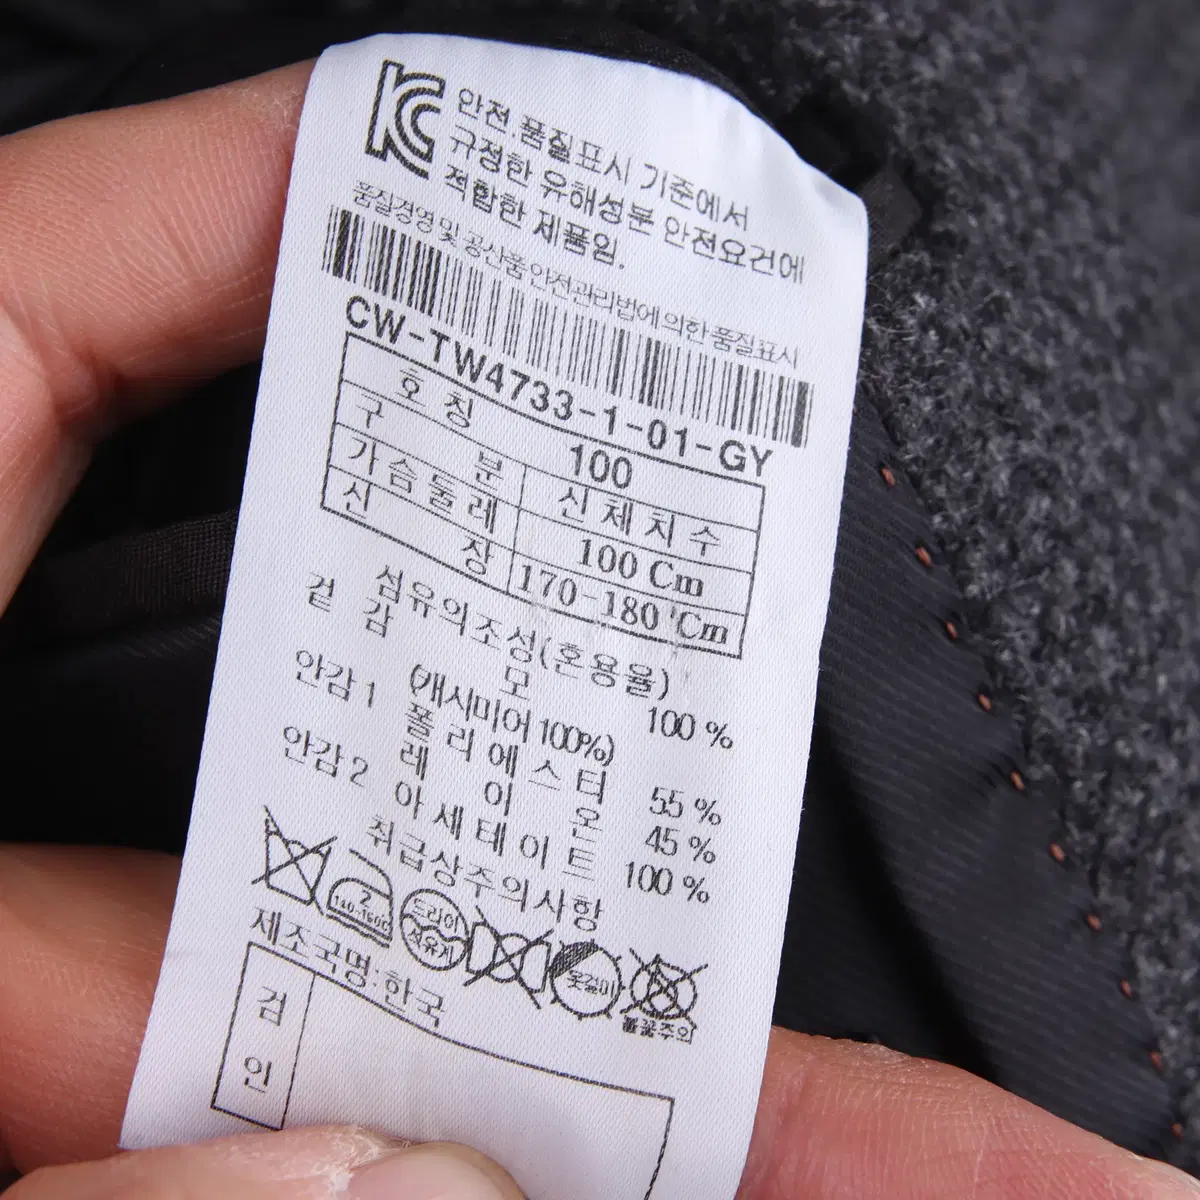 KC
안전.품질표시 기준에서
규정한 유해성분 안전요건에
적합한 제품임.
품질경영 및 공산품 안전관리법에 의한 품질표시
CW-TW4733-1-01-GY
호 칭 100
구 분 신체치수
가슴둘레 100 Cm
신 장 170-180 Cm
섬유의조성(혼용율)
겉 감 모 100 %
(캐시미어 100%)
안감 1 폴리에스터 55 %
레이온 45 %
안감 2 아세테이트 100 %
취급상주의사항
2
140-160C
드라이
석유계
옷걸이
불꽃주의
제조국명:한국
검
인